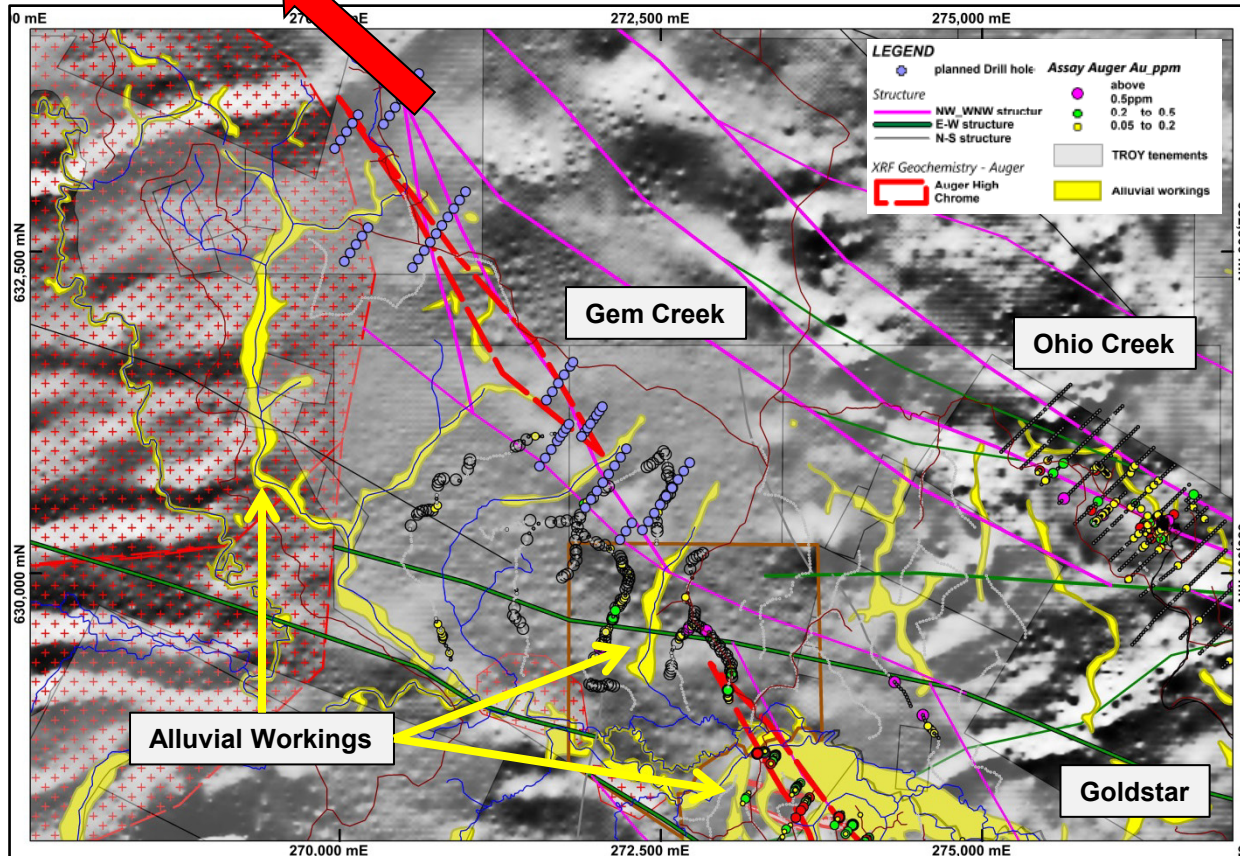 00 mE
270,
272,500 mE
275,000 mE
LEGEND
planned Drill hole
Structure
NW_WNW structur
E-W structure
N-S structure
XRF Geochemistry - Auger
Auger High
Chrome
Assay Auger Au_ppm
above
0.5ppm
0.2 to 0.5
0.05 to 0.2
TROY tenements
Alluvial workings
632,500 mN
Gem Creek
Ohio Creek
630,000 mN
Alluvial Workings
Goldstar
270,000 mE
272,500 mE
275,000 mE